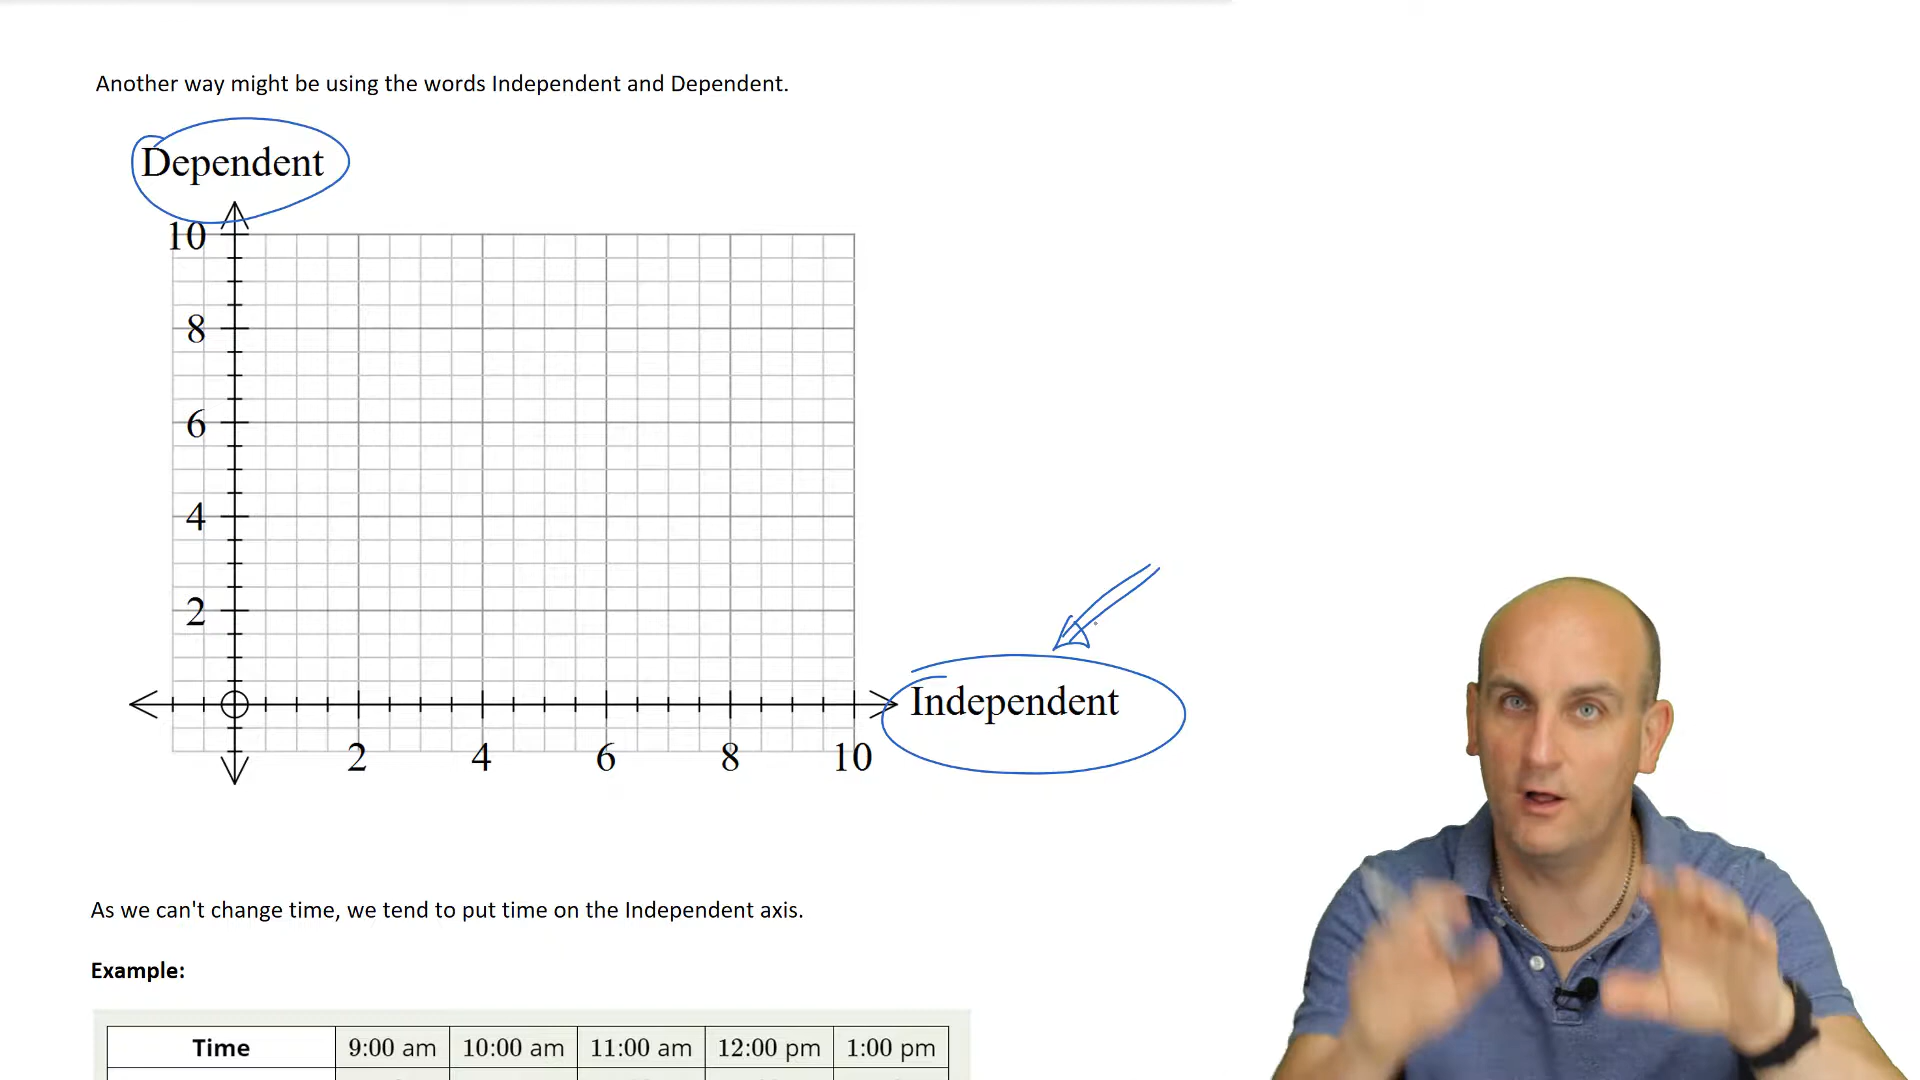 Another way might be using the words Independent and Dependent.
Dependent
10
8
6
4
2
Independent
2 4 6 8 10
As we can't change time, we tend to put time on the Independent axis.
Example:
Time 9:00 am 10:00 am 11:00 am 12:00 pm 1:00 pm